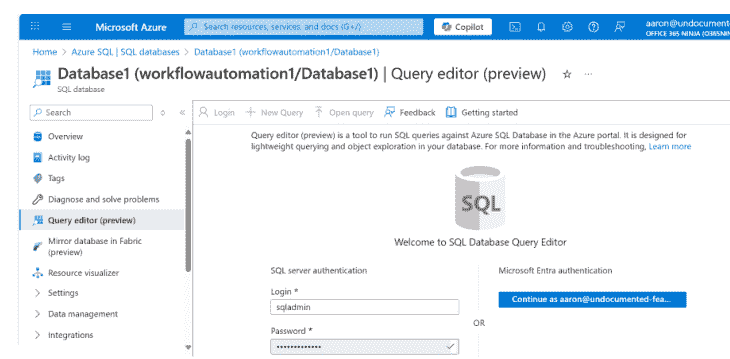 Microsoft Azure
Search resources, services, and docs (G+/)
Copilot
aaron@undocument
OFFICE 365 NINJA (O365NIN
Home > Azure SQL | SQL databases > Database1 (workflowautomation1/Database1)
Database1 (workflowautomation1/Database1) | Query editor (preview)
SQL database
Search
Login
New Query
Open query
Feedback
Getting started
Overview
Activity log
Tags
Diagnose and solve problems
Query editor (preview)
Mirror database in Fabric
(preview)
Resource visualizer
Settings
Data management
Integrations
Query editor (preview) is a tool to run SQL queries against Azure SQL Database in the Azure portal. It is designed for
lightweight querying and object exploration in your database. For more information and troubleshooting, Learn more
SQL
Welcome to SQL Database Query Editor
SQL server authentication
Login *
sqladmin
Password *
OR
Microsoft Entra authentication
Continue as aaron@undocumented-fea...